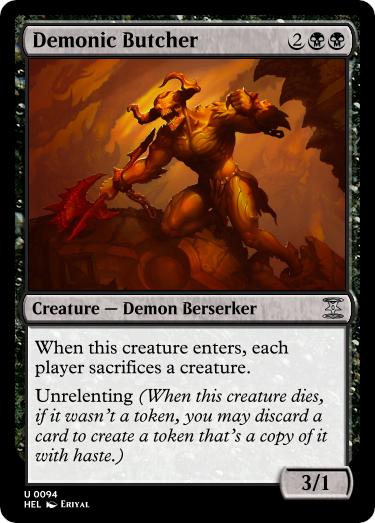 Demonic Butcher 2
Creature — Demon Berserker
When this creature enters, each
player sacrifices a creature.
Unrelenting (When this creature dies,
if it wasn't a token, you may discard a
card to create a token that's a copy of it
with haste.)
3/1
U 0094
HEL Eriyal